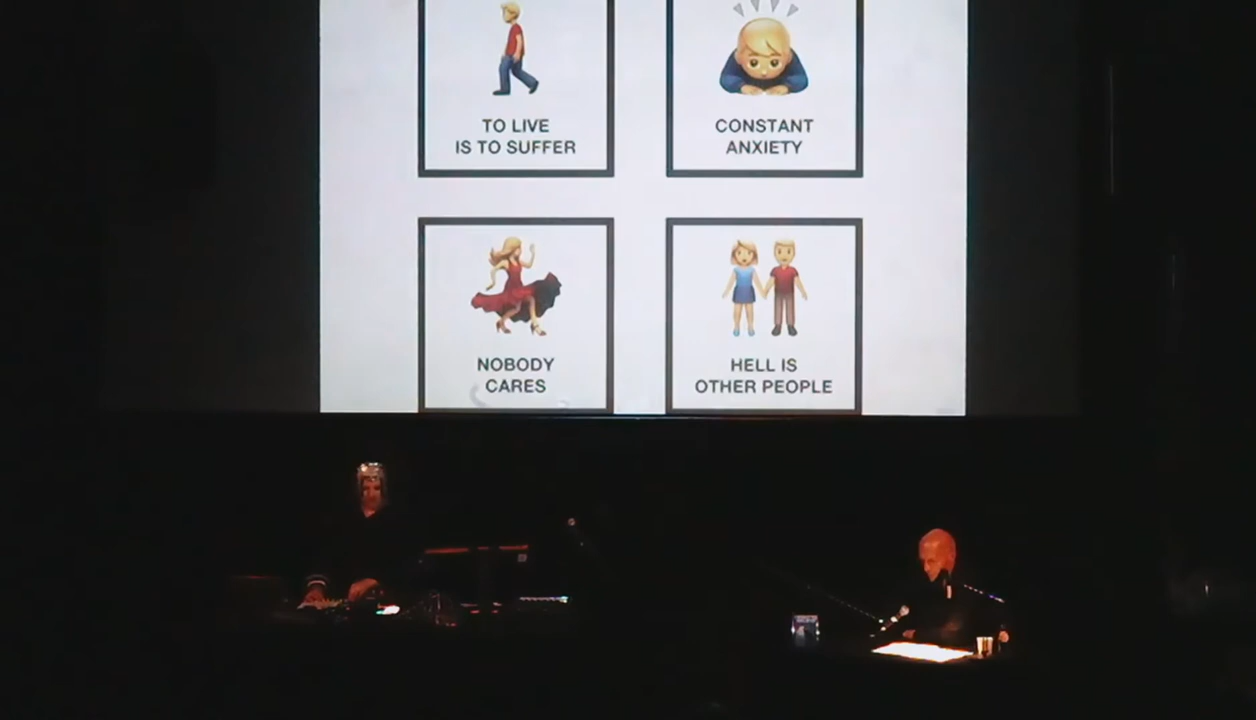 TO LIVE
IS TO SUFFER
CONSTANT
ANXIETY
NOBODY
CARES
HELL IS
OTHER PEOPLE